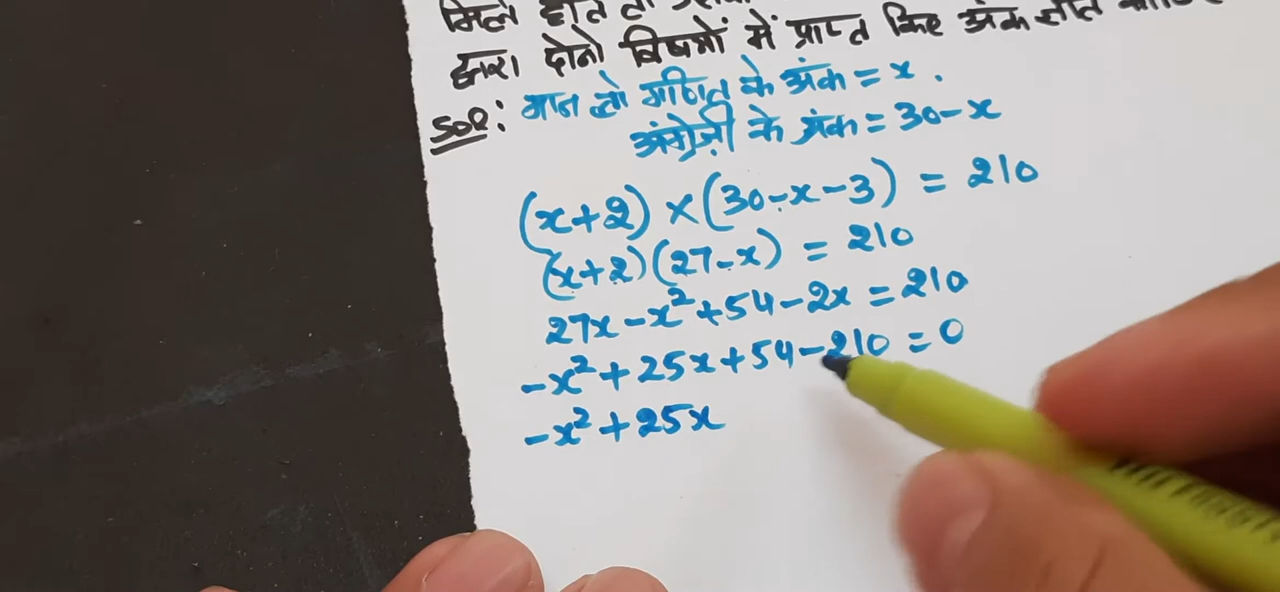 द्वारा दोनो विषयों में प्राप्त किए अंक ज्ञात
Sol: मान लो गणित के अंक = x .
अंग्रेज़ी के अंक = 30-x
(x+2) × (30-x-3) = 210
(x+2)(27-x) = 210
27x-x²+54-2x = 210
-x²+25x+54-210 = 0
-x²+25x